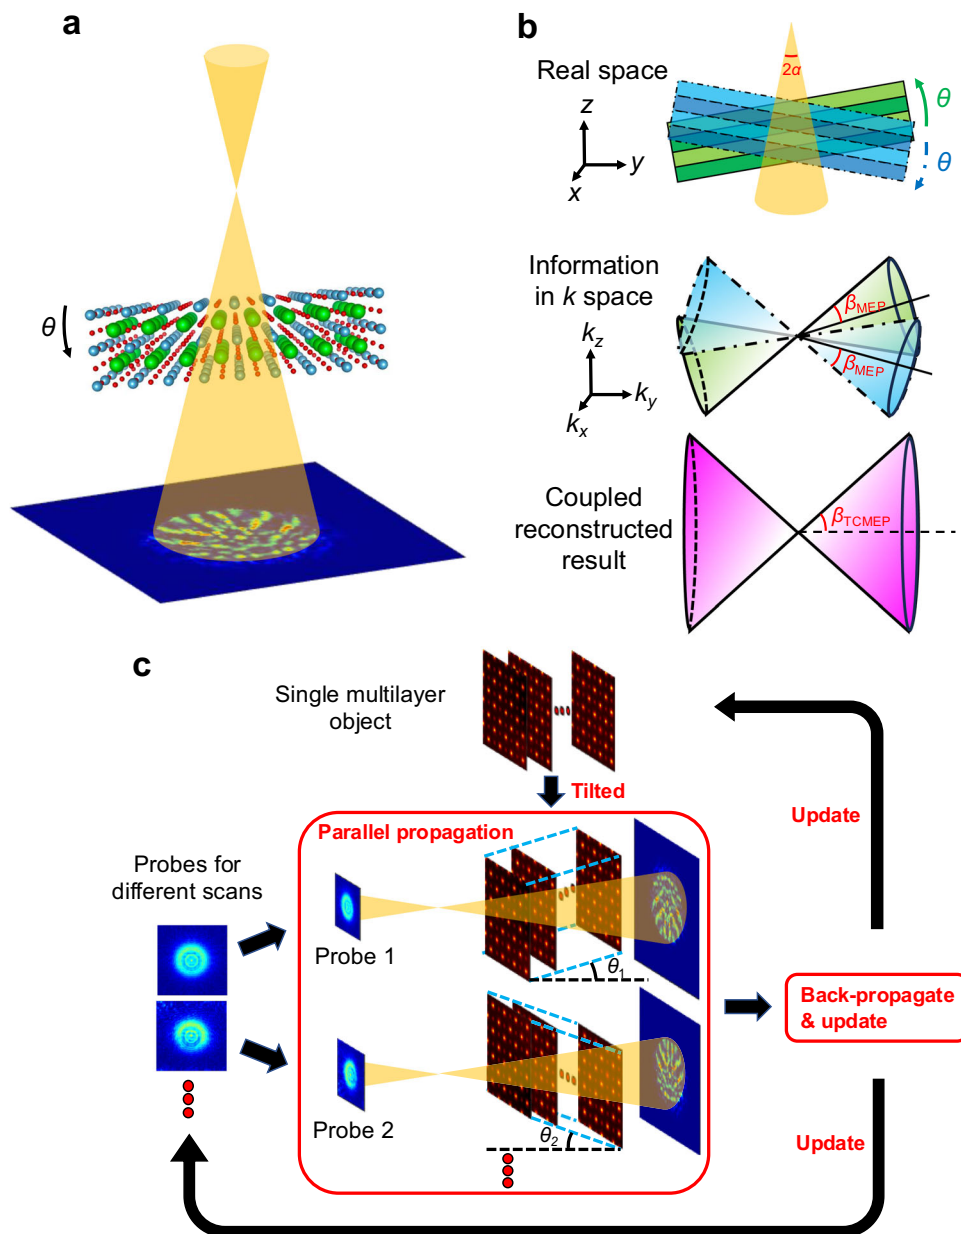 a
θ
b
Real space
2α
θ
θ
z
y
x
Information
in k space
βMEP
βMEP
kz
ky
kx
Coupled
reconstructed
result
βTCMEP
c
Single multilayer
object
Tilted
Update
Parallel propagation
Probes for
different scans
Probe 1
θ1
Back-propagate
& update
Probe 2
θ2
Update